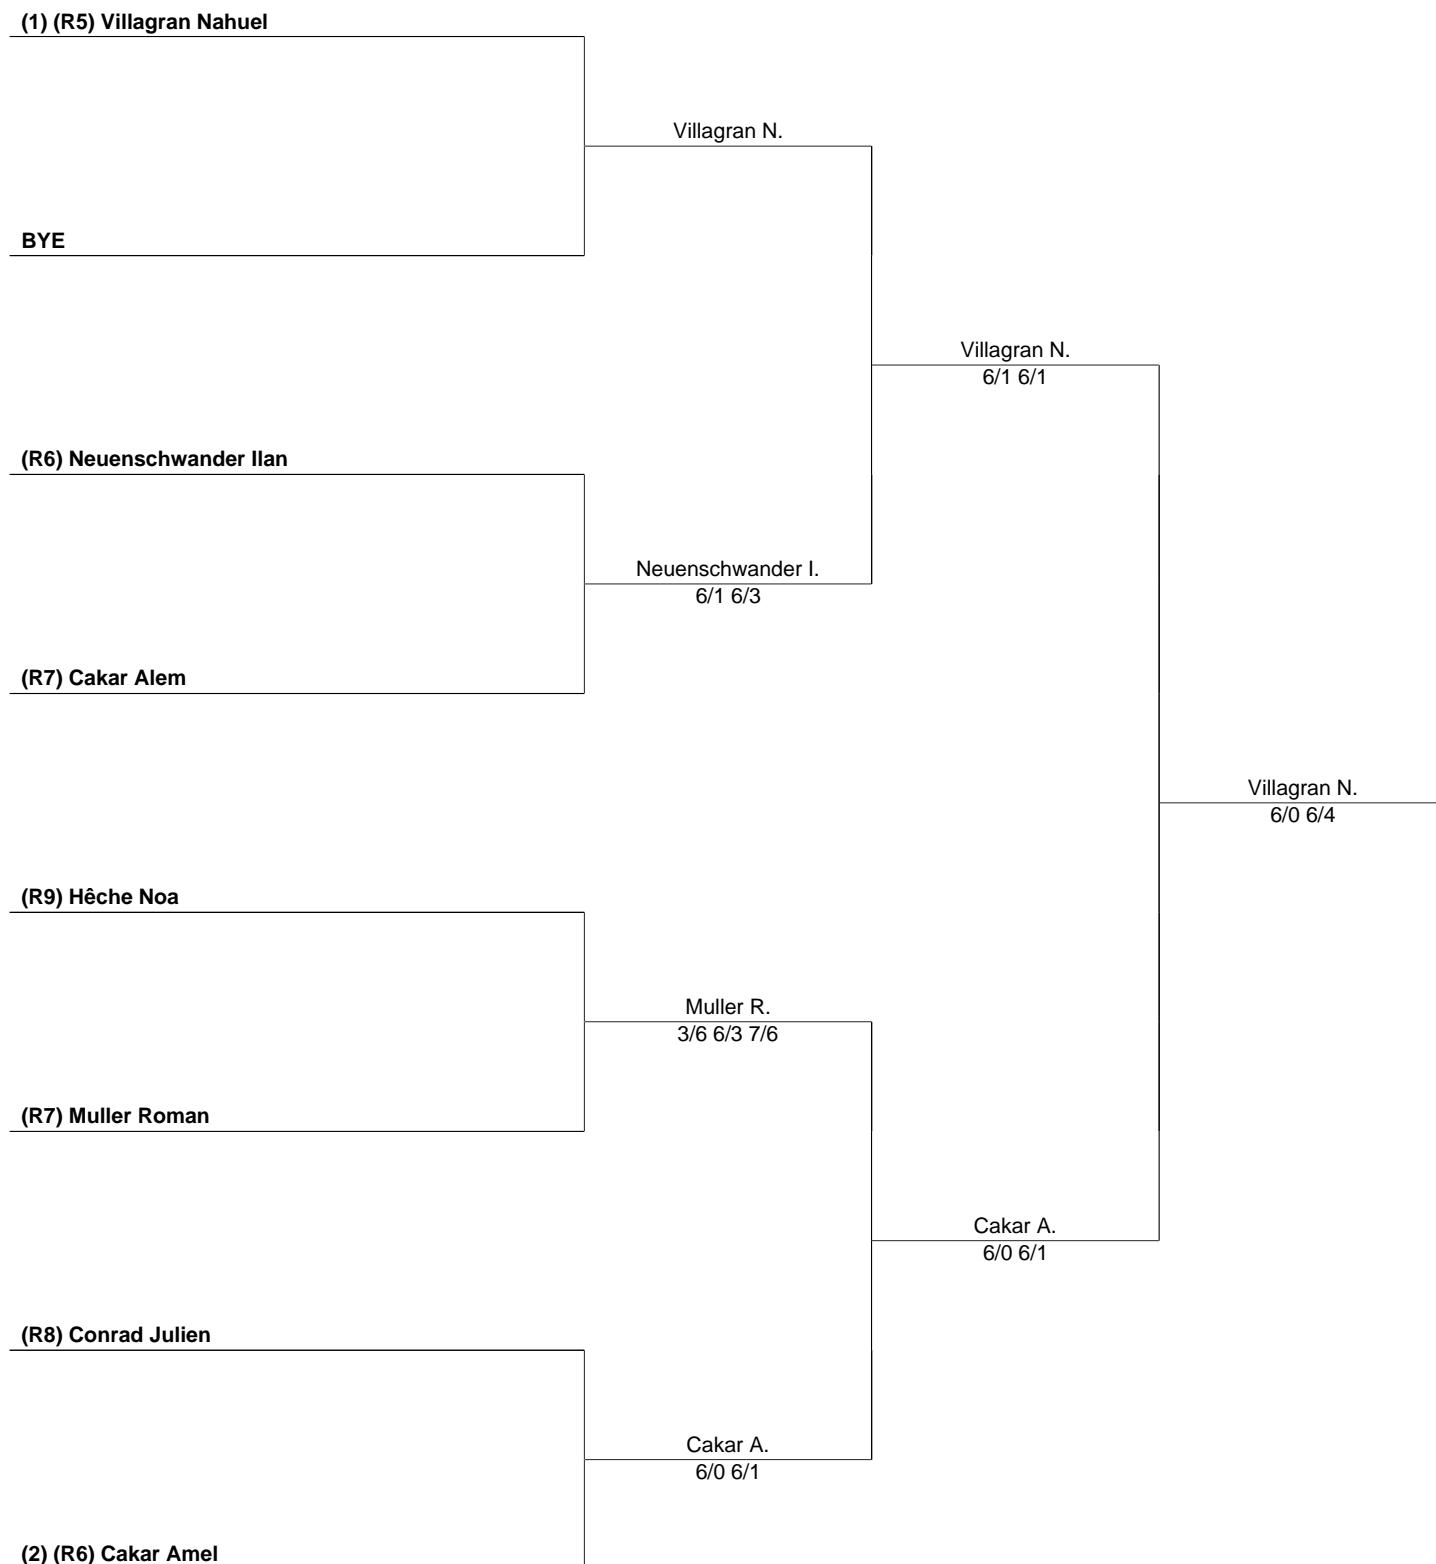 (1) (R5) Villagran Nahuel
Villagran N.
BYE
Villagran N.
6/1 6/1
(R6) Neuenschwander Ilan
Neuenschwander I.
6/1 6/3
(R7) Cakar Alem
Villagran N.
6/0 6/4
(R9) Hêche Noa
Muller R.
3/6 6/3 7/6
(R7) Muller Roman
Cakar A.
6/0 6/1
(R8) Conrad Julien
Cakar A.
6/0 6/1
(2) (R6) Cakar Amel